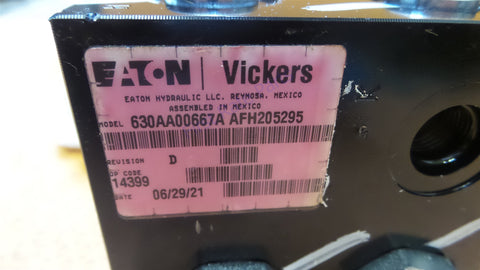 EATON | Vickers
EATON HYDRAULIC LLC. REYNOSA, MEXICO
ASSEMBLED IN MEXICO
MODEL 630AA00667A AFH205295
REVISION D
OP CODE
14399
DATE 06/29/21